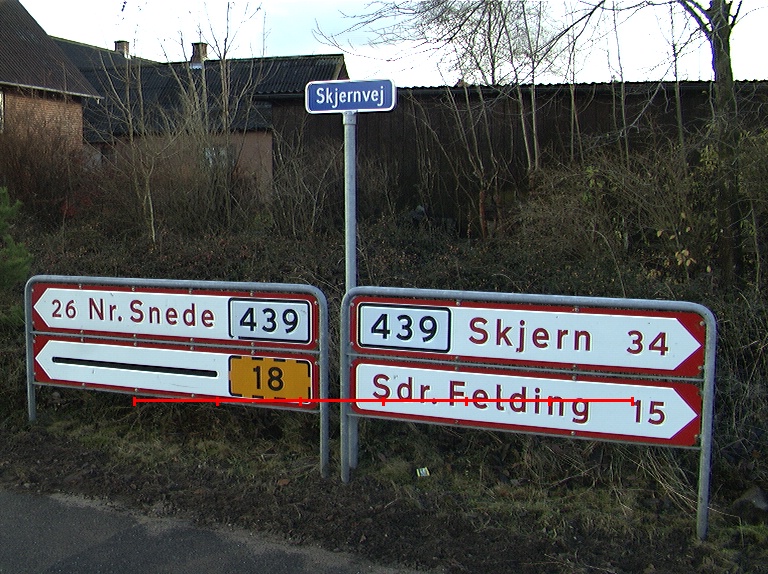 Skjernvej
26 Nr. Snede 439
18
439 Skjern 34
Sdr. Felding 15